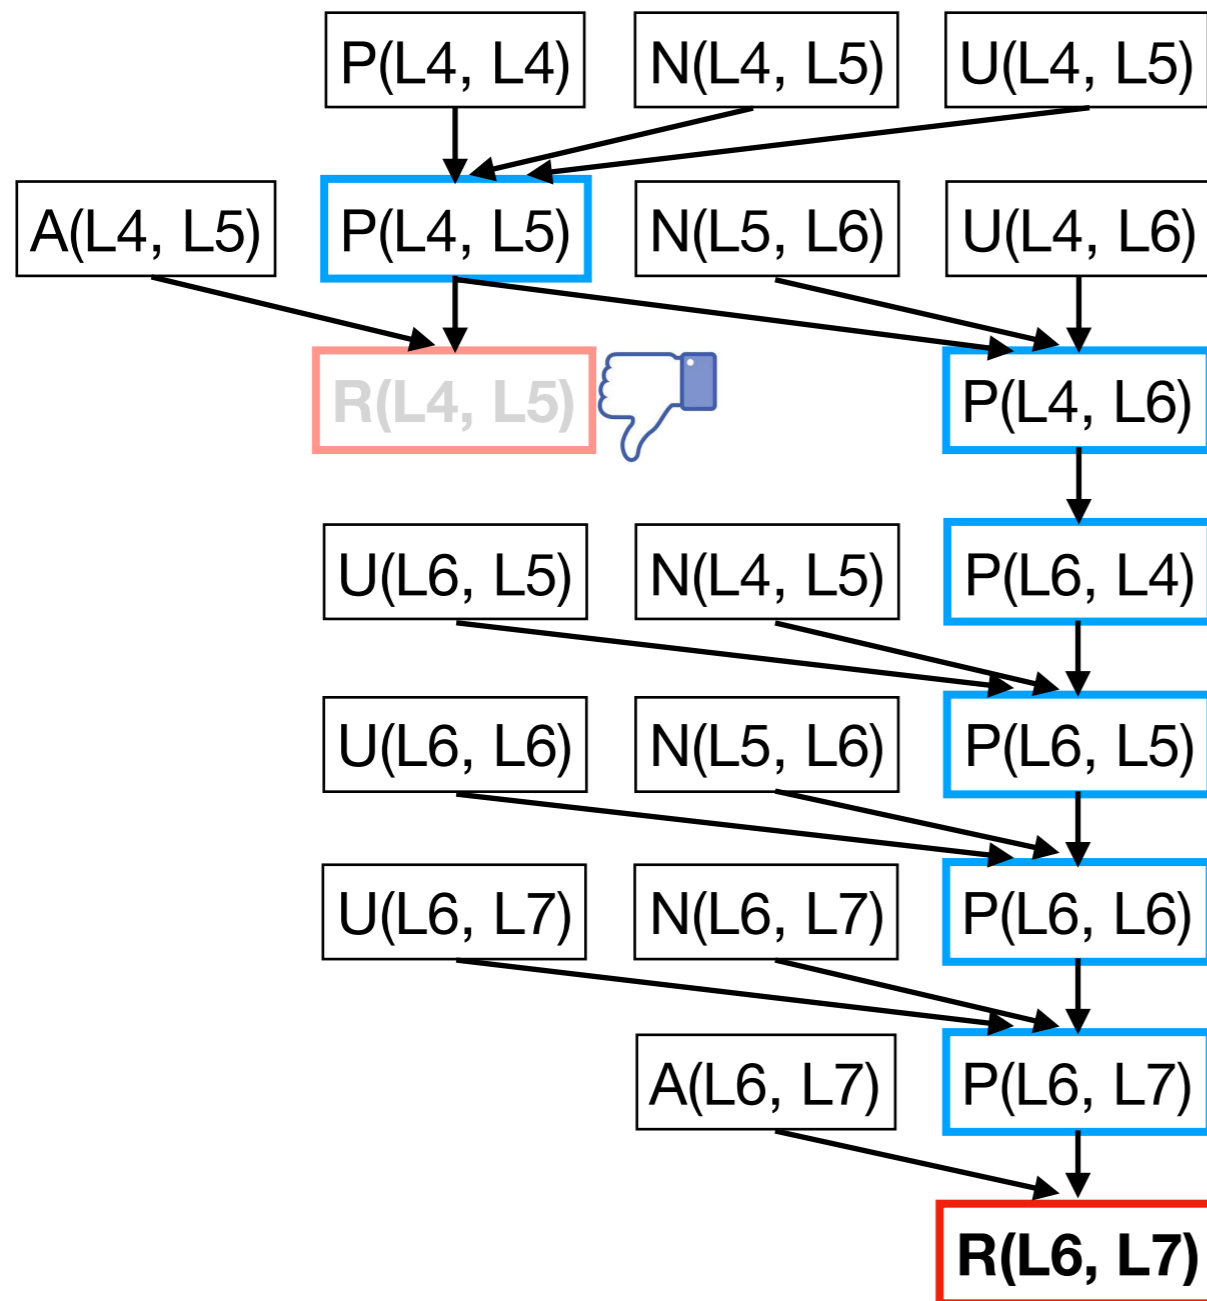 P(L4, L4) N(L4, L5) U(L4, L5)
A(L4, L5) P(L4, L5) N(L5, L6) U(L4, L6)
R(L4, L5) P(L4, L6)
U(L6, L5) N(L4, L5) P(L6, L4)
U(L6, L6) N(L5, L6) P(L6, L5)
U(L6, L7) N(L6, L7) P(L6, L6)
A(L6, L7) P(L6, L7)
R(L6, L7)